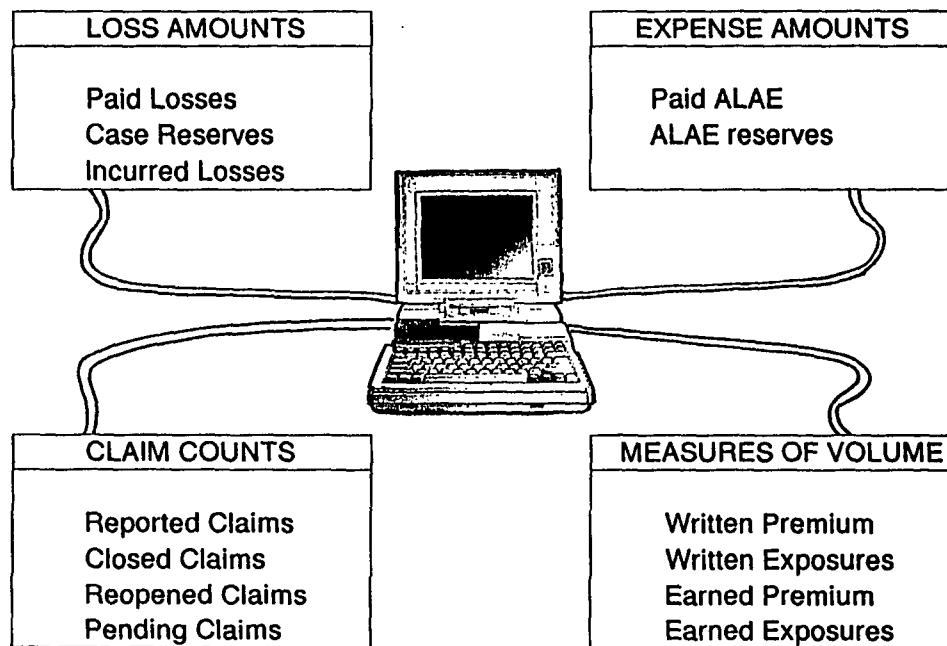 LOSS AMOUNTS
Paid Losses
Case Reserves
Incurred Losses
EXPENSE AMOUNTS
Paid ALAE
ALAE reserves
CLAIM COUNTS
Reported Claims
Closed Claims
Reopened Claims
Pending Claims
MEASURES OF VOLUME
Written Premium
Written Exposures
Earned Premium
Earned Exposures